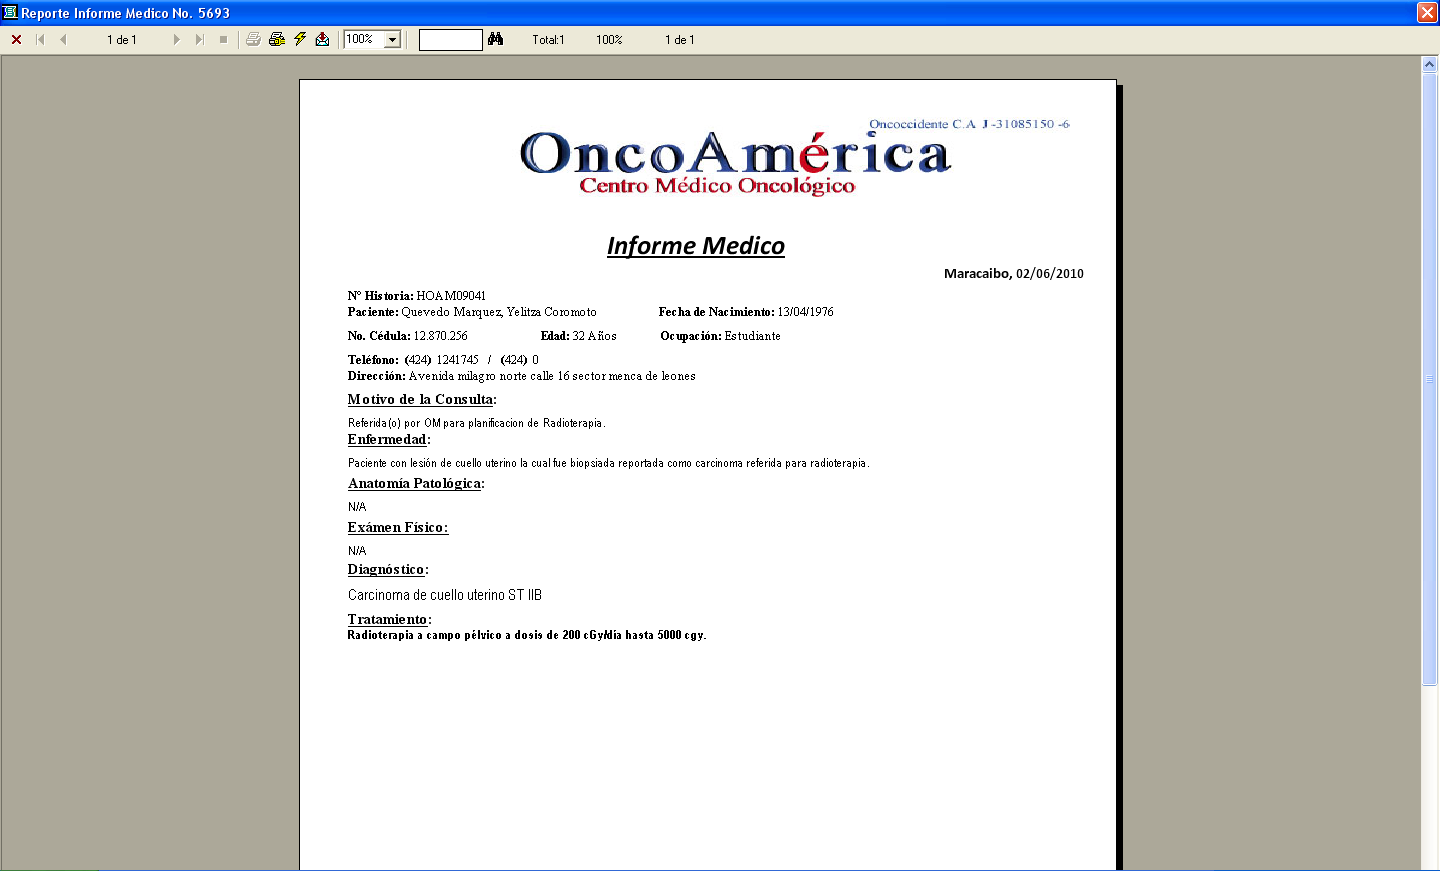 Reporte Informe Medico No. 5693
1 de 1 100% Total:1 100% 1 de 1
Oncoccidente C.A J-31085150 -6
OncoAmérica
Centro Médico Oncológico
Informe Medico
Maracaibo, 02/06/2010
Nº Historia: HOAM09041
Paciente: Quevedo Marquez, Yelitza Coromoto Fecha de Nacimiento: 13/04/1976
No. Cédula: 12.870.256 Edad: 32 Años Ocupación: Estudiante
Teléfono: (424) 1241745 / (424) 0
Dirección: Avenida milagro norte calle 16 sector menca de leones
Motivo de la Consulta:
Referida(o) por OM para planificacion de Radioterapia.
Enfermedad:
Paciente con lesión de cuello uterino la cual fue biopsiada reportada como carcinoma referida para radioterapia.
Anatomía Patológica:
N/A
Exámen Físico:
N/A
Diagnóstico:
Carcinoma de cuello uterino ST IIB
Tratamiento:
Radioterapia a campo pélvico a dosis de 200 cGy/día hasta 5000 cgy.